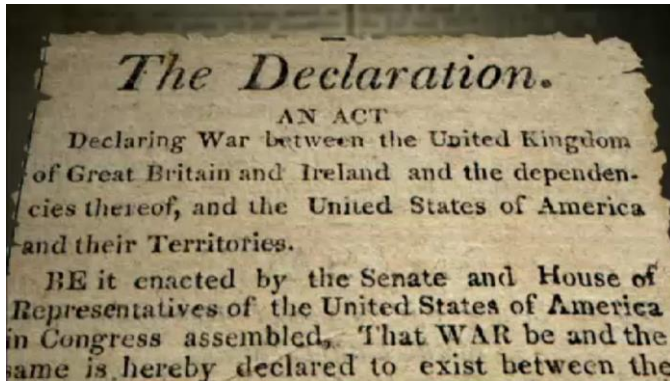 The Declaration.
AN ACT
Declaring War between the United Kingdom
of Great Britain and Ireland and the dependen-
cies thereof, and the United States of America
and their Territories.
BE it enacted by the Senate and House of
Representatives of the United States of America
in Congress assembled, That WAR be and the
same is hereby declared to exist between the